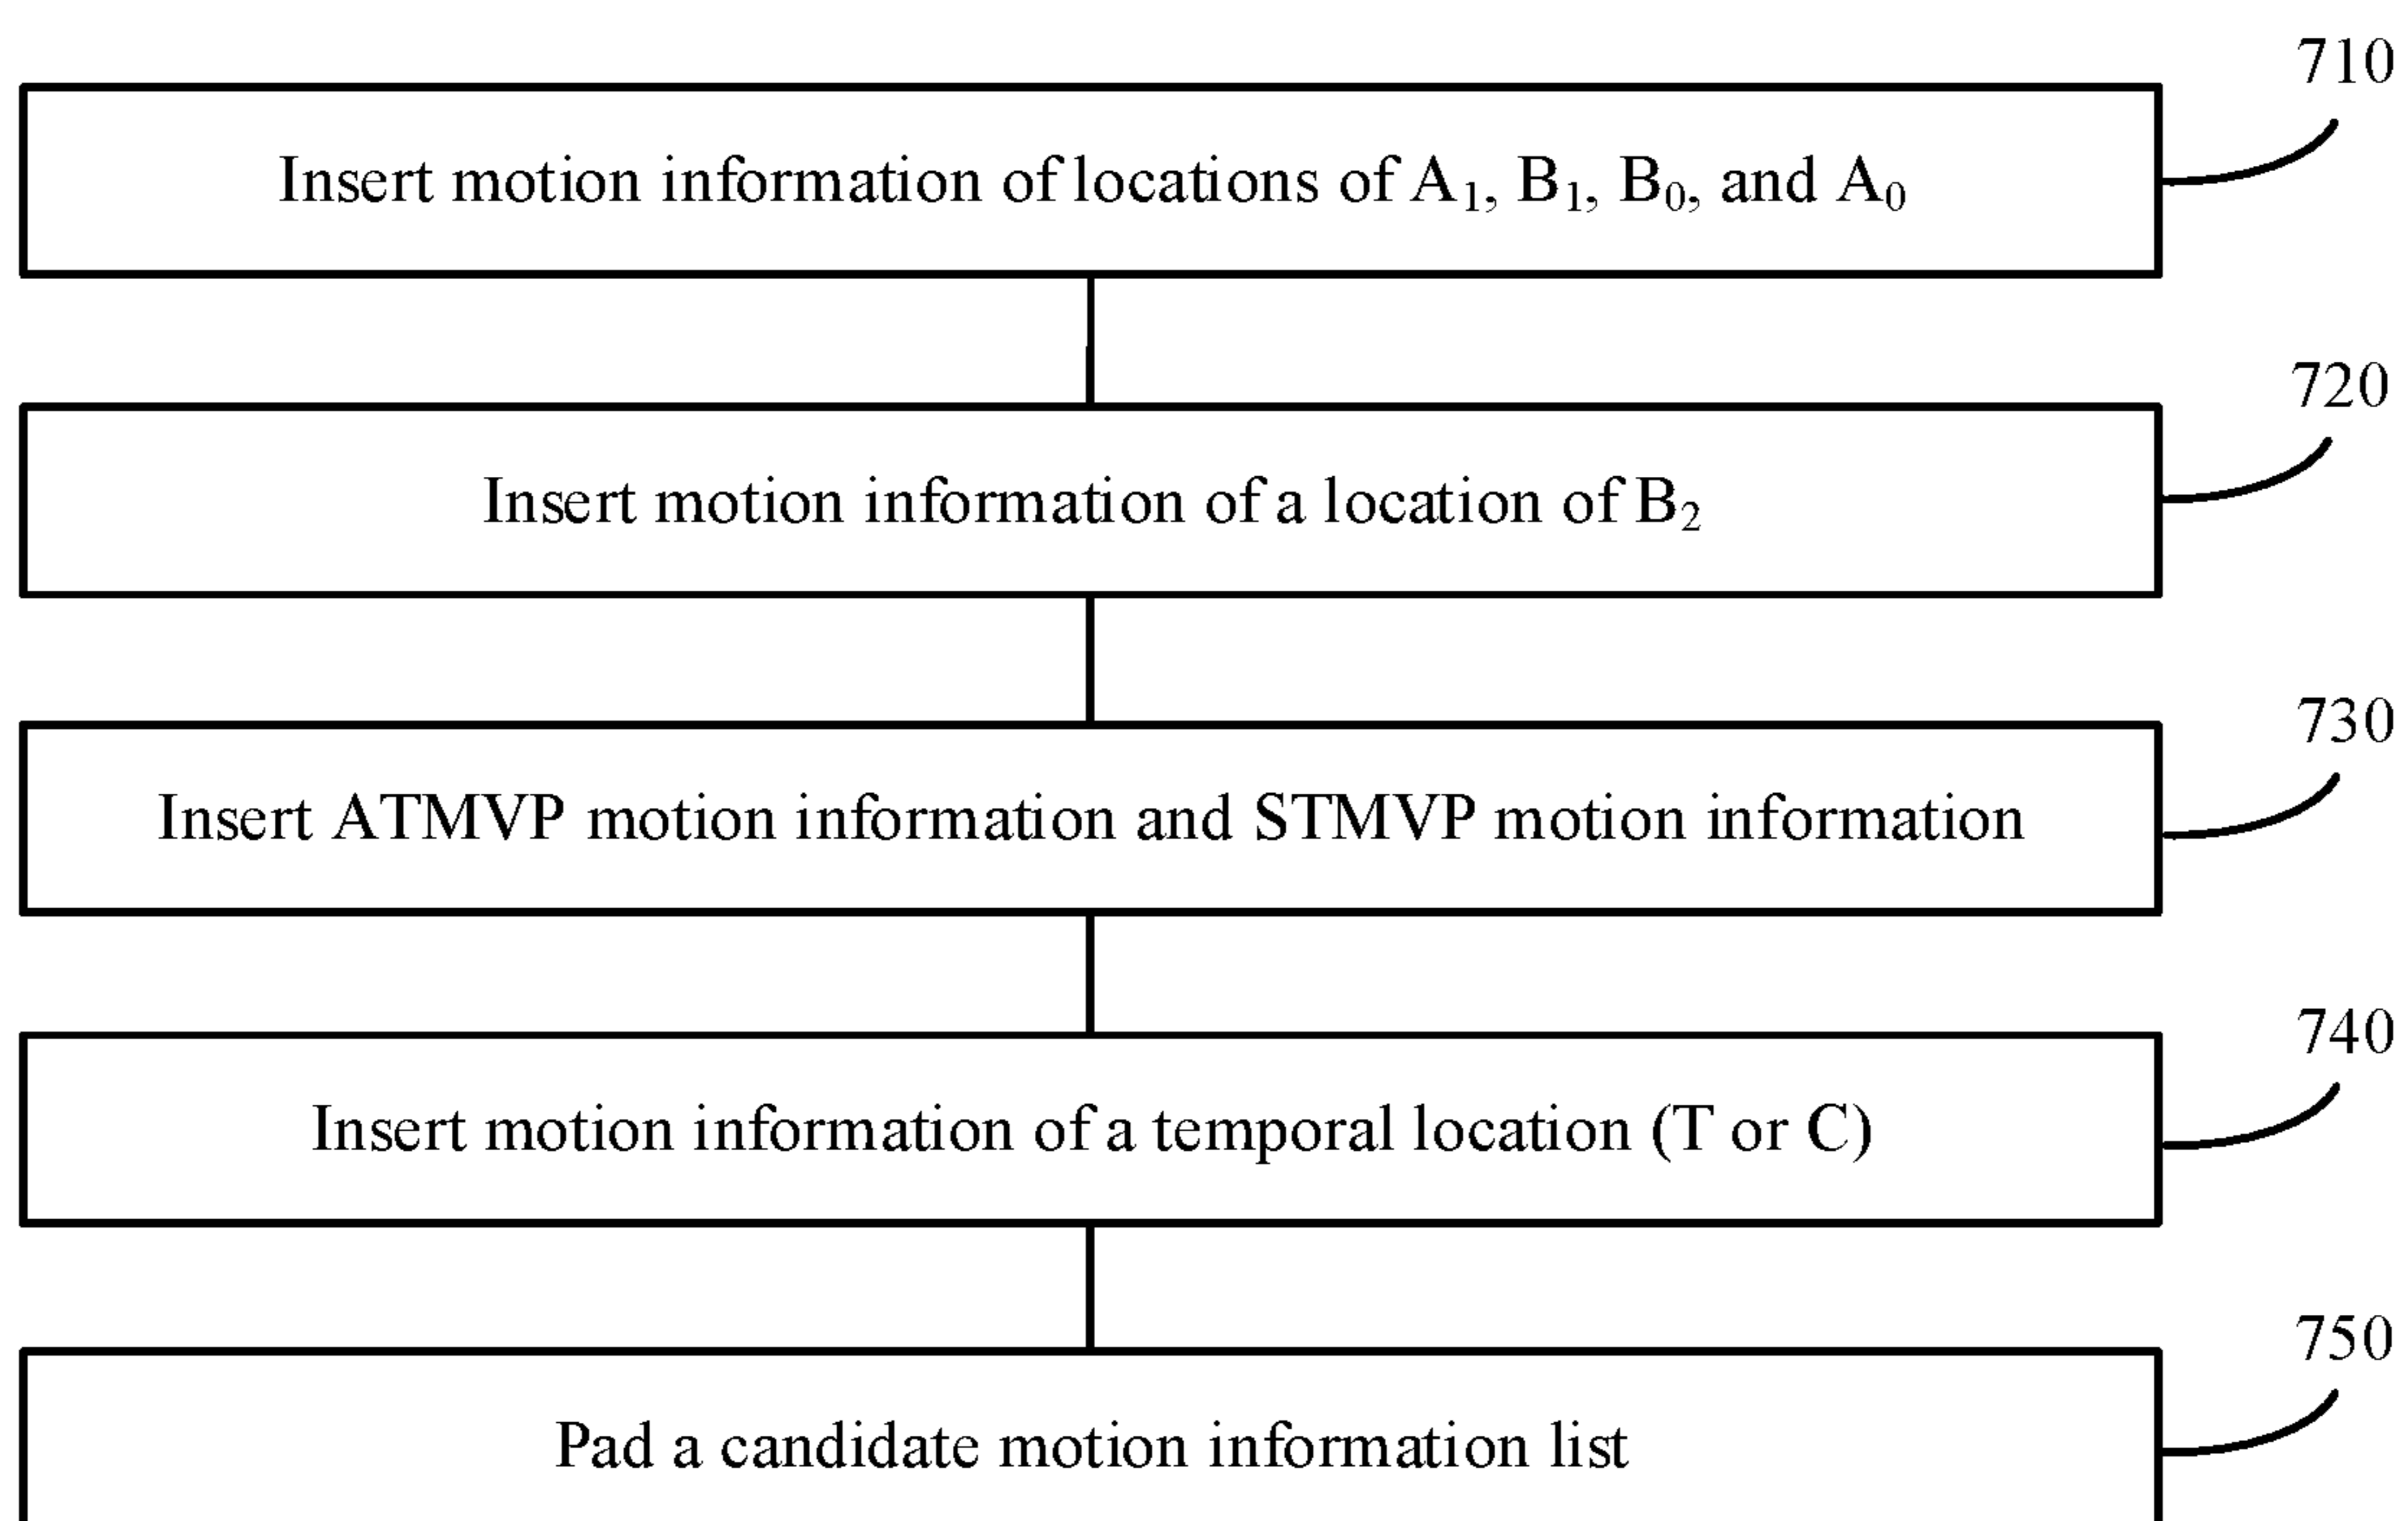 710
Insert motion information of locations of A₁, B₁, B₀, and A₀
720
Insert motion information of a location of B₂
730
Insert ATMVP motion information and STMVP motion information
740
Insert motion information of a temporal location (T or C)
750
Pad a candidate motion information list